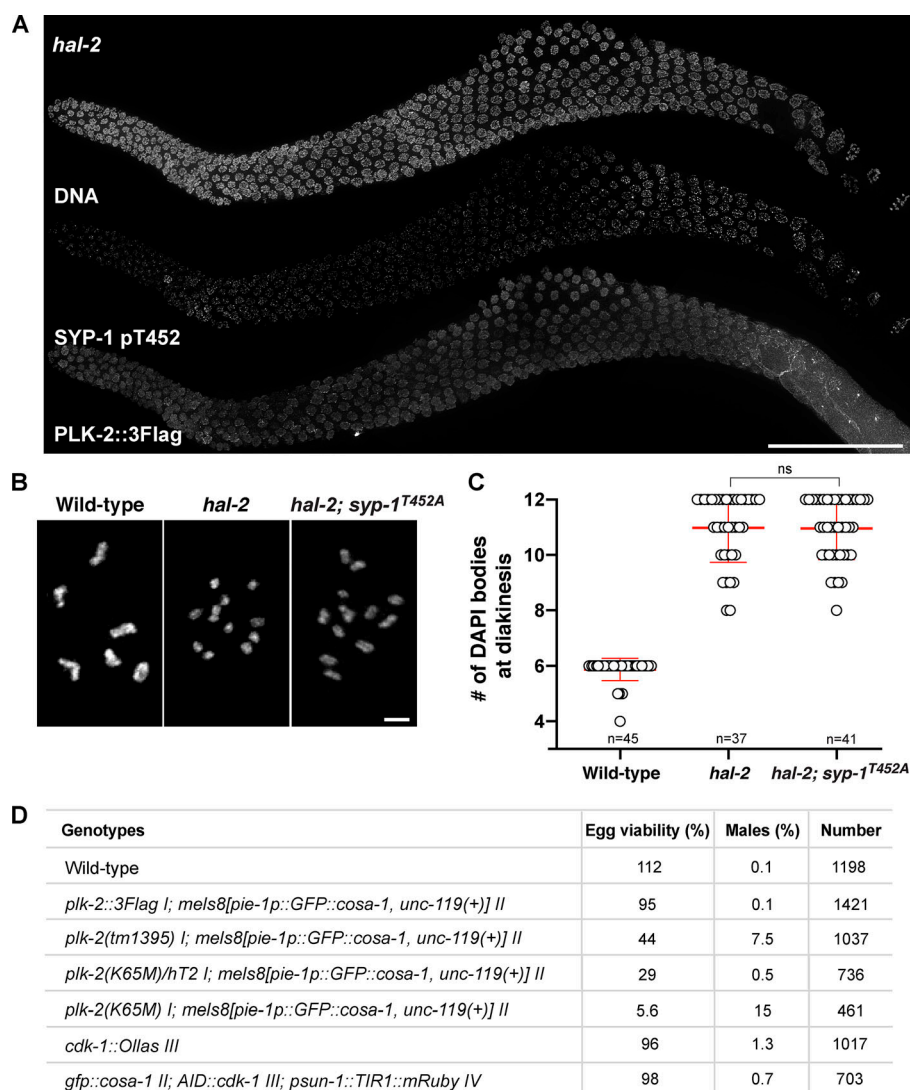 A
hal-2
DNA
SYP-1 pT452
PLK-2::3Flag
B
Wild-type hal-2 hal-2; syp-1T452A
C
ns
12
10
8
6
4
# of DAPI bodies
at diakinesis
n=45 n=37 n=41
Wild-type hal-2 hal-2; syp-1T452A
D
Genotypes Egg viability (%) Males (%) Number
Wild-type 112 0.1 1198
plk-2::3Flag I; mels8[pie-1p::GFP::cosa-1, unc-119(+)] II 95 0.1 1421
plk-2(tm1395) I; mels8[pie-1p::GFP::cosa-1, unc-119(+)] II 44 7.5 1037
plk-2(K65M)/hT2 I; mels8[pie-1p::GFP::cosa-1, unc-119(+)] II 29 0.5 736
plk-2(K65M) I; mels8[pie-1p::GFP::cosa-1, unc-119(+)] II 5.6 15 461
cdk-1::Ollas III 96 1.3 1017
gfp::cosa-1 II; AID::cdk-1 III; psun-1::TIR1::mRuby IV 98 0.7 703